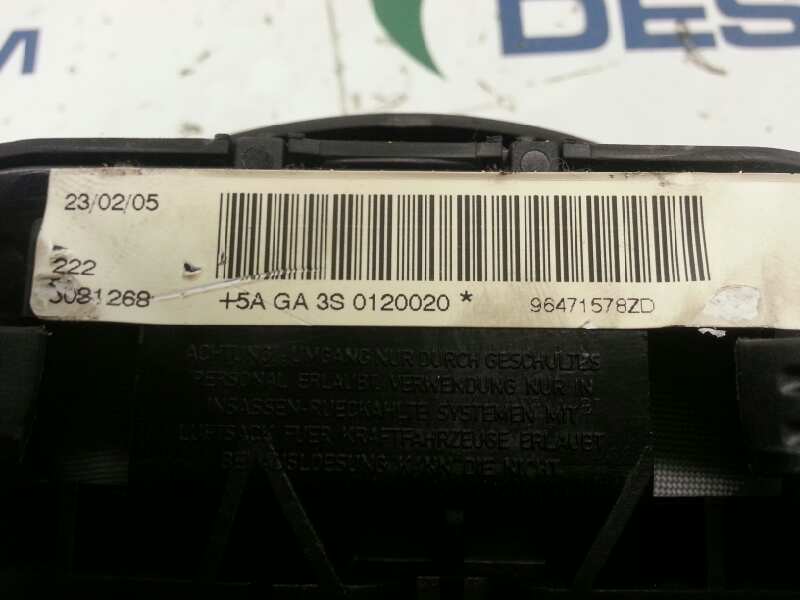 M DES
23/02/05
222
3081268 +5A GA 3S 0120020 * 96471578ZD
ACHTUNG: UMGANG NUR DURCH GESCHULTES
PERSONAL ERLAUBT. VERWENDUNG NUR IN
INSASSEN-RUECKHALTE SYSTEMEN MIT
LUFTSACK FUER KRAFTFAHRZEUGE ERLAUBT.
BEI AUSLOESUNG KANN DIE NICHT